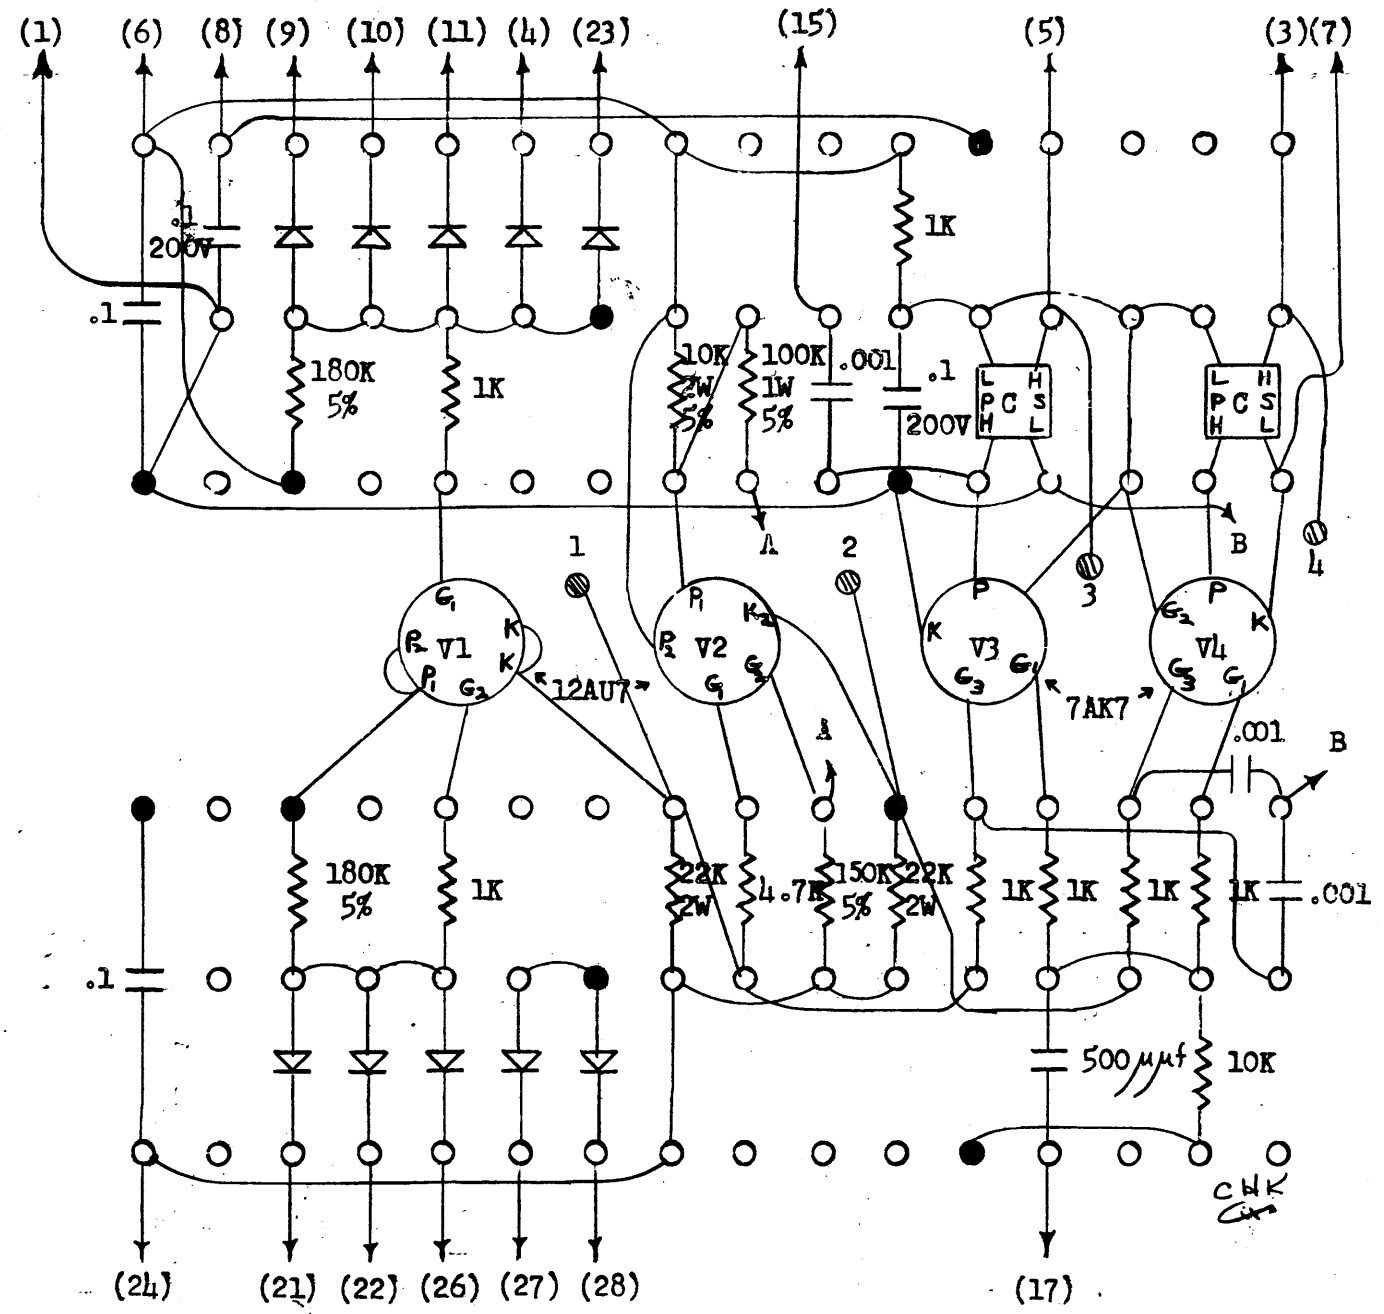 (1) (6) (8) (9) (10) (11) (4) (23) (15) (5) (3)(7)
.1
200V
1K
.1
180K
5%
1K
10K
2W
5%
100K
1W
5%
.001
.1
200V
L H
P C S
H L
L H
P C S
H L
A
B
1
2
3
4
G1
P2 V1 K
P1 G2 K
12AU7
P1 K2
P2 V2
G1 G2
P
K V3
G3 G1
7AK7
P
G2 V4 K
G3 G1
A
.001
B
180K
5%
1K
22K
2W
4.7K
150K
5%
22K
2W
1K
1K
1K
1K
.001
.1
500μμf
10K
CHK
(24) (21) (22) (26) (27) (28) (17)